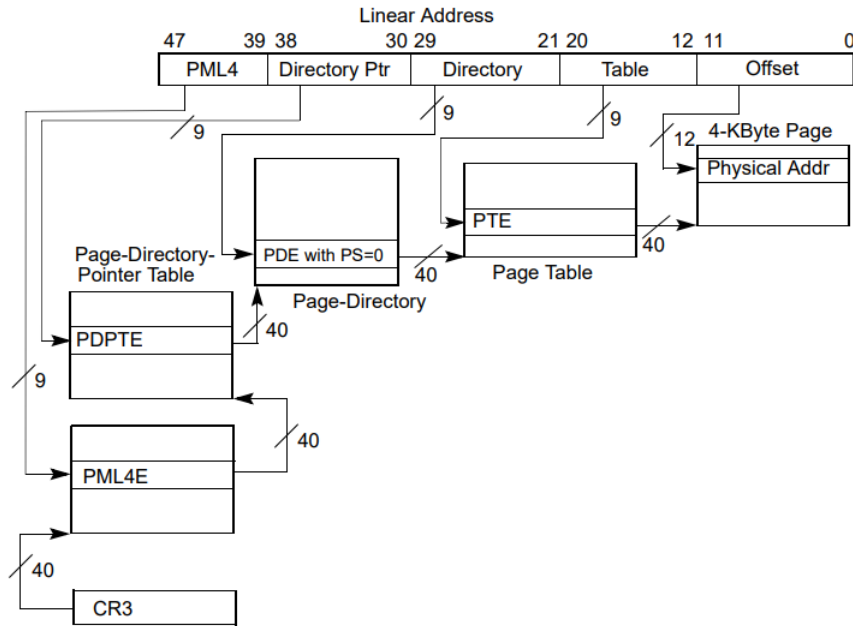 Linear Address
47 39 38 30 29 21 20 12 11 0
PML4 Directory Ptr Directory Table Offset
9 9 9 12 4-KByte Page
Physical Addr
PTE
PDE with PS=0 40 40
Page-Directory-
Pointer Table
Page Table
Page-Directory
40
PDPTE
9
40
PML4E
40
CR3